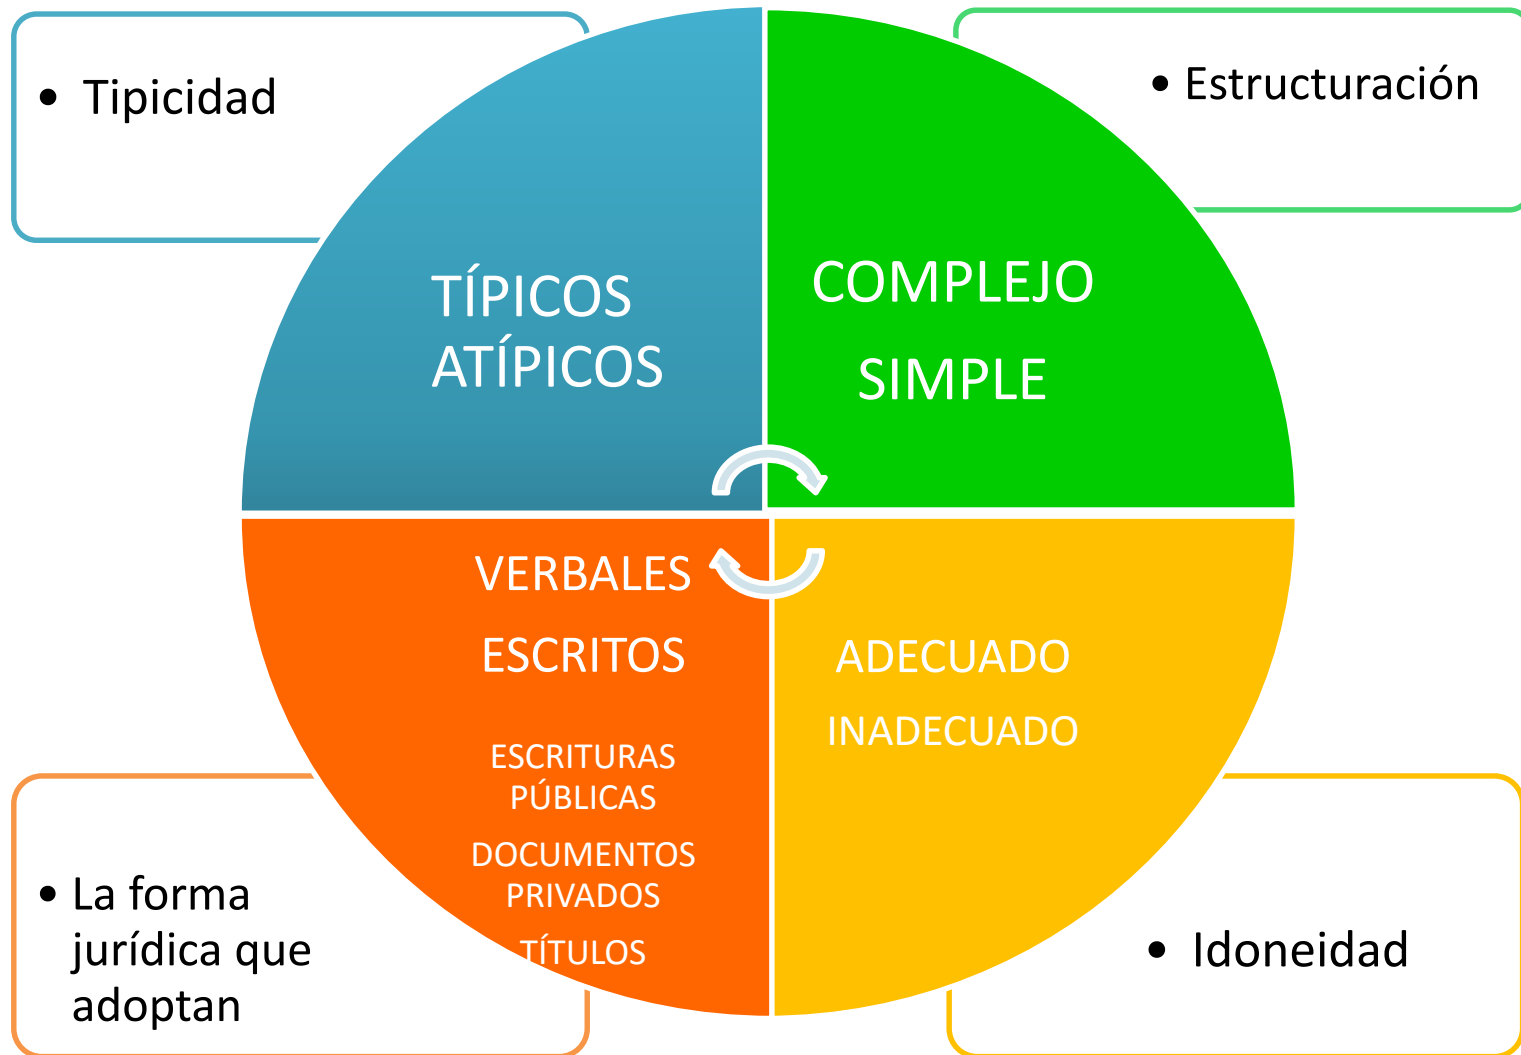 • Tipicidad
• Estructuración
TÍPICOS
ATÍPICOS
COMPLEJO
SIMPLE
VERBALES
ESCRITOS
ESCRITURAS
PÚBLICAS
DOCUMENTOS
PRIVADOS
TÍTULOS
ADECUADO
INADECUADO
• La forma
jurídica que
adoptan
• Idoneidad